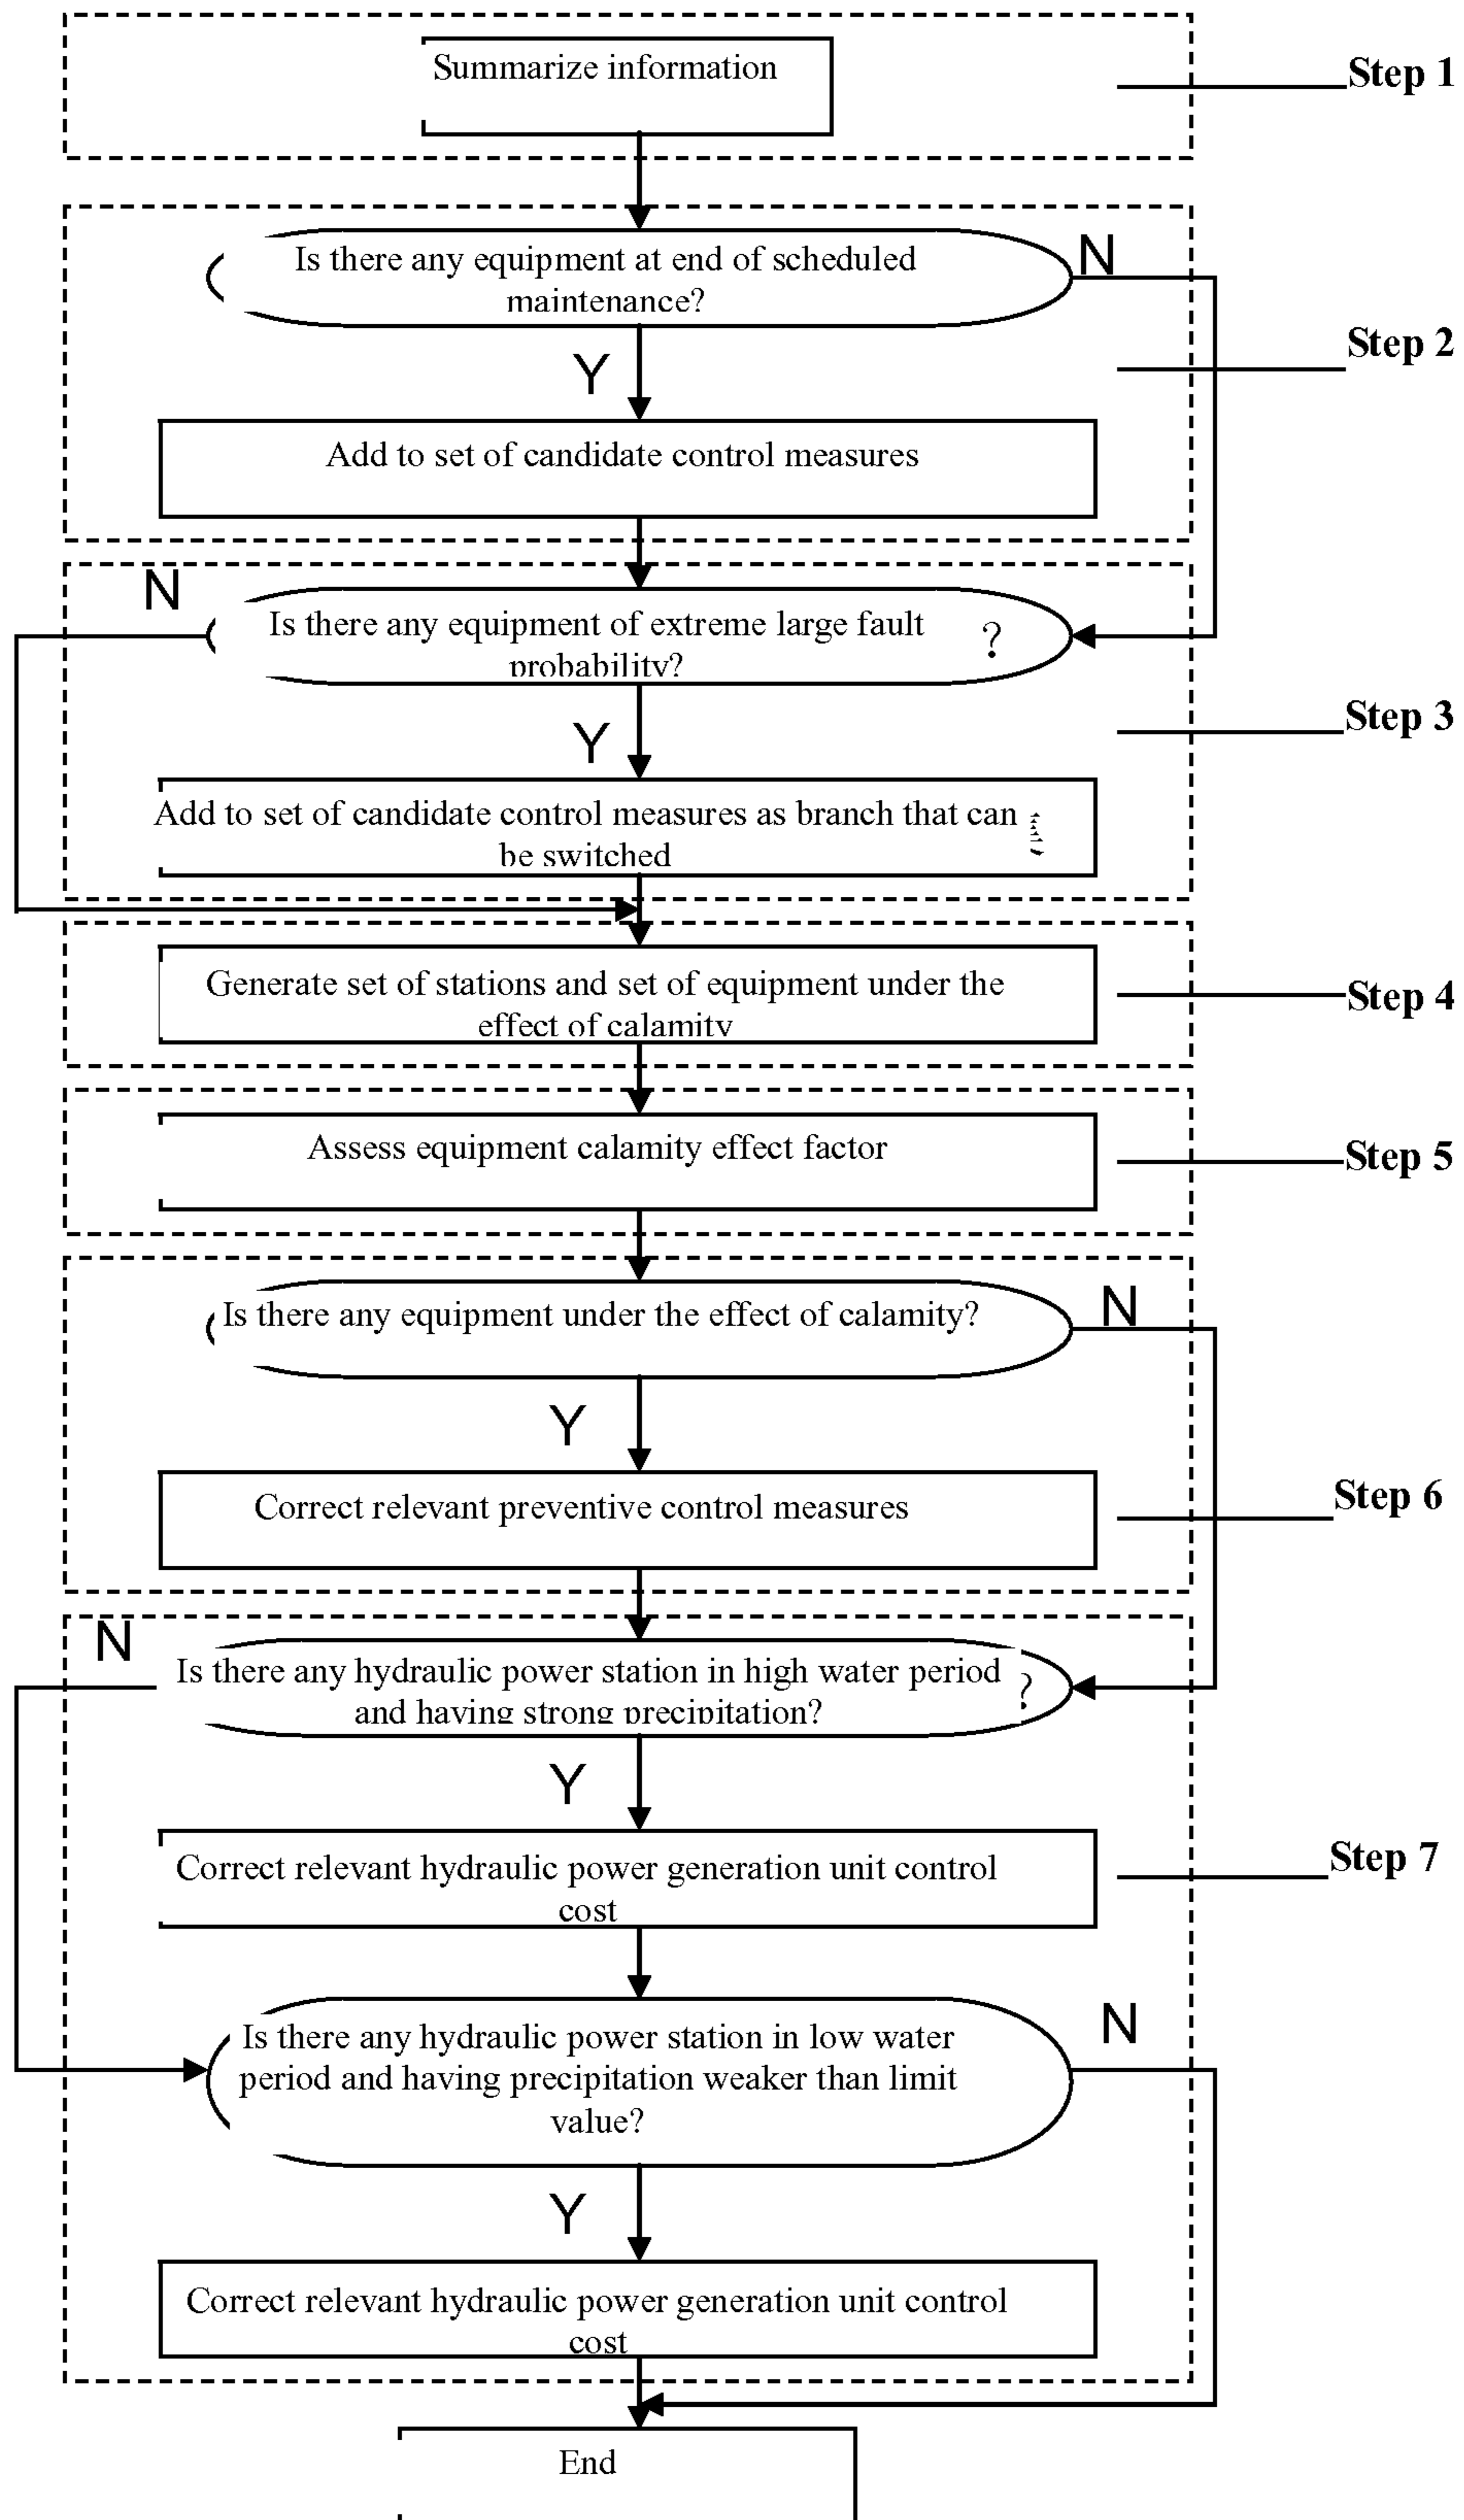 Summarize information
Step 1
Is there any equipment at end of scheduled
maintenance?
N
Step 2
Y
Add to set of candidate control measures
N
Is there any equipment of extreme large fault
probability?
?
Step 3
Y
Add to set of candidate control measures as branch that can
be switched
Generate set of stations and set of equipment under the
effect of calamity
Step 4
Assess equipment calamity effect factor
Step 5
Is there any equipment under the effect of calamity?
N
Y
Correct relevant preventive control measures
Step 6
N
Is there any hydraulic power station in high water period
and having strong precipitation?
?
Y
Correct relevant hydraulic power generation unit control
cost
Step 7
Is there any hydraulic power station in low water
period and having precipitation weaker than limit
value?
N
Y
Correct relevant hydraulic power generation unit control
cost
End